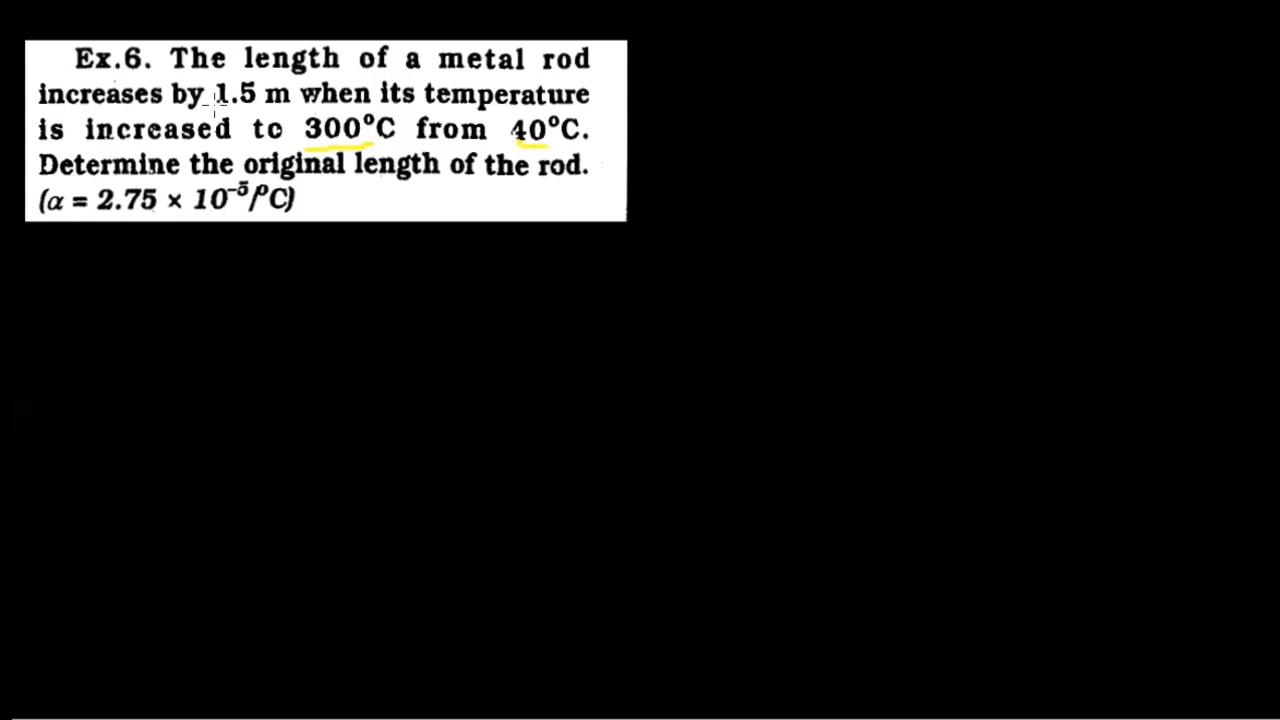 Ex.6. The length of a metal rod
increases by 1.5 m when its temperature
is increased to 300°C from 40°C.
Determine the original length of the rod.
(α = 2.75 × 10⁻⁵/°C)